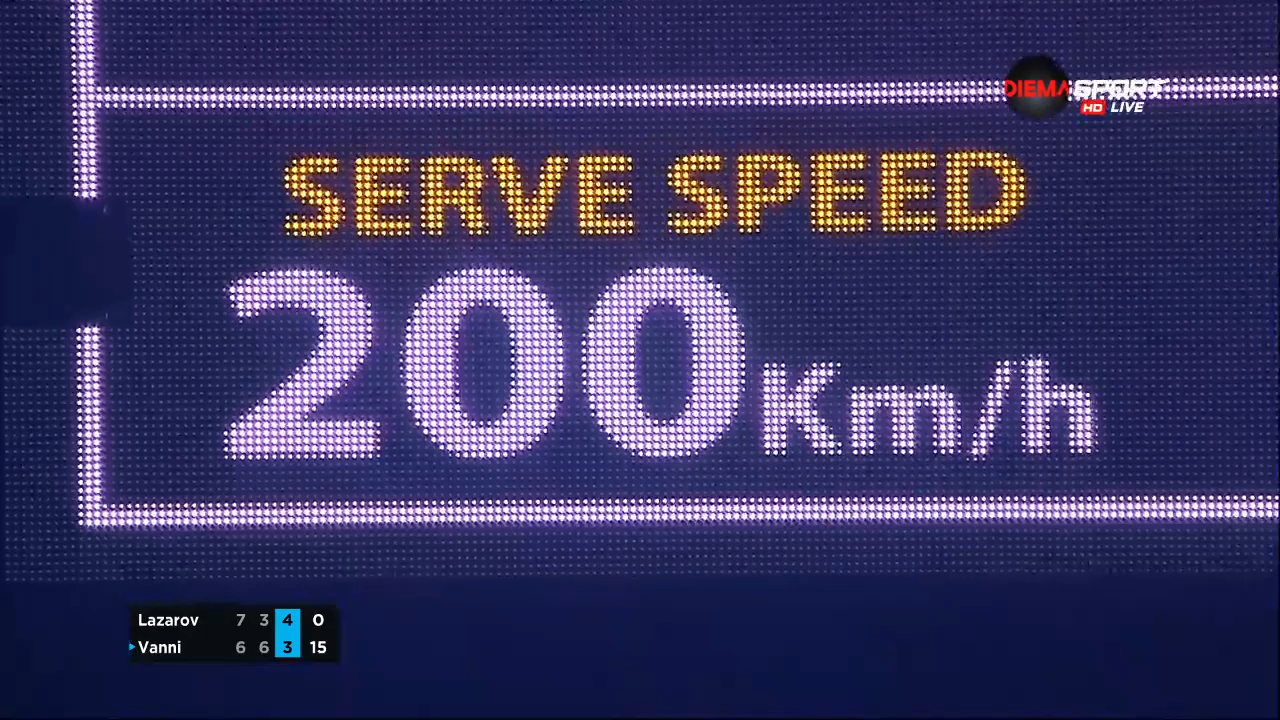 DIEMA SPORT
HD LIVE
SERVE SPEED
200 Km/h
Lazarov 7 3 4 0
Vanni 6 6 3 15